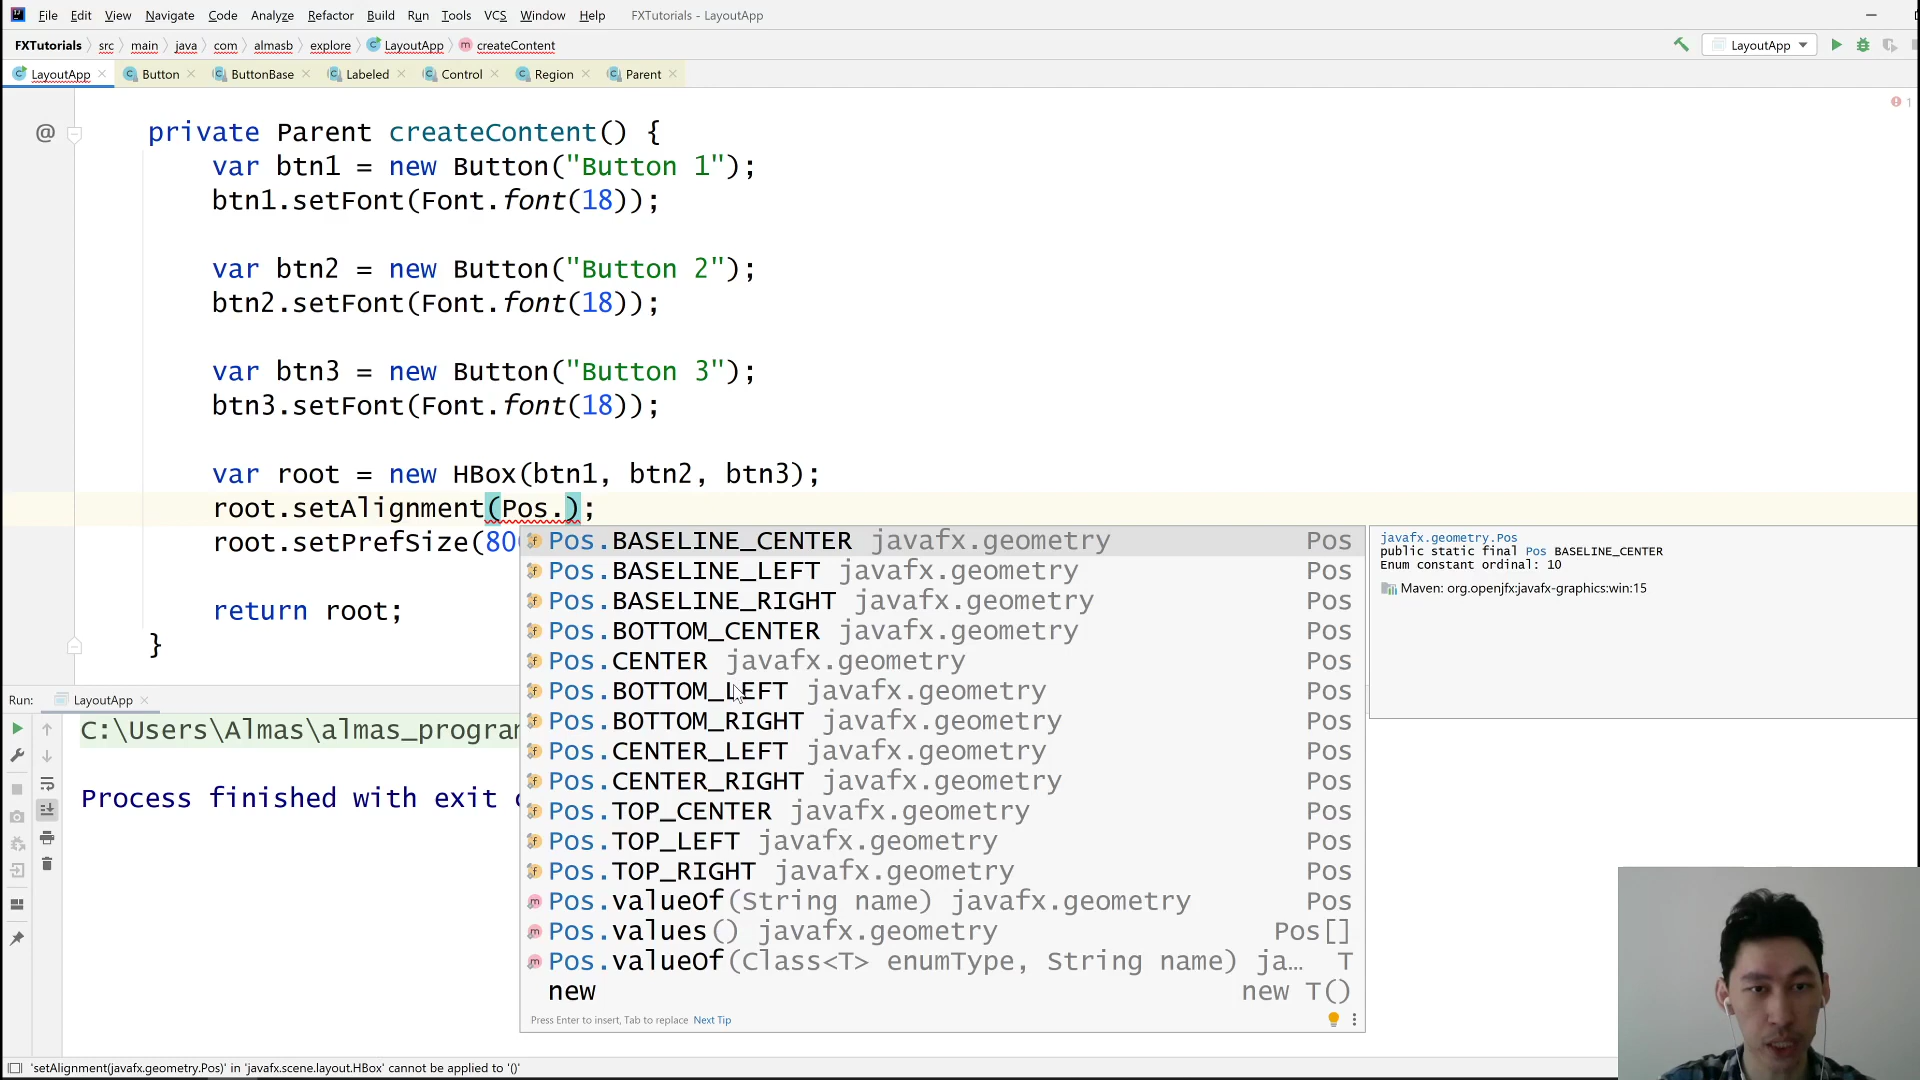 File Edit View Navigate Code Analyze Refactor Build Run Tools VCS Window Help FXTutorials - LayoutApp
FXTutorials src main java com almasb explore LayoutApp createContent LayoutApp
LayoutApp Button ButtonBase Labeled Control Region Parent
1
@ private Parent createContent() {
var btn1 = new Button("Button 1");
btn1.setFont(Font.font(18));
var btn2 = new Button("Button 2");
btn2.setFont(Font.font(18));
var btn3 = new Button("Button 3");
btn3.setFont(Font.font(18));
var root = new HBox(btn1, btn2, btn3);
root.setAlignment(Pos.);
root.setPrefSize(80
return root;
}
Pos.BASELINE_CENTER javafx.geometry Pos
Pos.BASELINE_LEFT javafx.geometry Pos
Pos.BASELINE_RIGHT javafx.geometry Pos
Pos.BOTTOM_CENTER javafx.geometry Pos
Pos.CENTER javafx.geometry Pos
Pos.BOTTOM_LEFT javafx.geometry Pos
Pos.BOTTOM_RIGHT javafx.geometry Pos
Pos.CENTER_LEFT javafx.geometry Pos
Pos.CENTER_RIGHT javafx.geometry Pos
Pos.TOP_CENTER javafx.geometry Pos
Pos.TOP_LEFT javafx.geometry Pos
Pos.TOP_RIGHT javafx.geometry Pos
Pos.valueOf(String name) javafx.geometry Pos
Pos.values() javafx.geometry Pos[]
Pos.valueOf(Class<T> enumType, String name) ja… T
new new T()
Press Enter to insert, Tab to replace Next Tip
javafx.geometry.Pos
public static final Pos BASELINE_CENTER
Enum constant ordinal: 10
Maven: org.openjfx:javafx-graphics:win:15
Run: LayoutApp
C:\Users\Almas\almas_progra
Process finished with exit
'setAlignment(javafx.geometry.Pos)' in 'javafx.scene.layout.HBox' cannot be applied to '()'